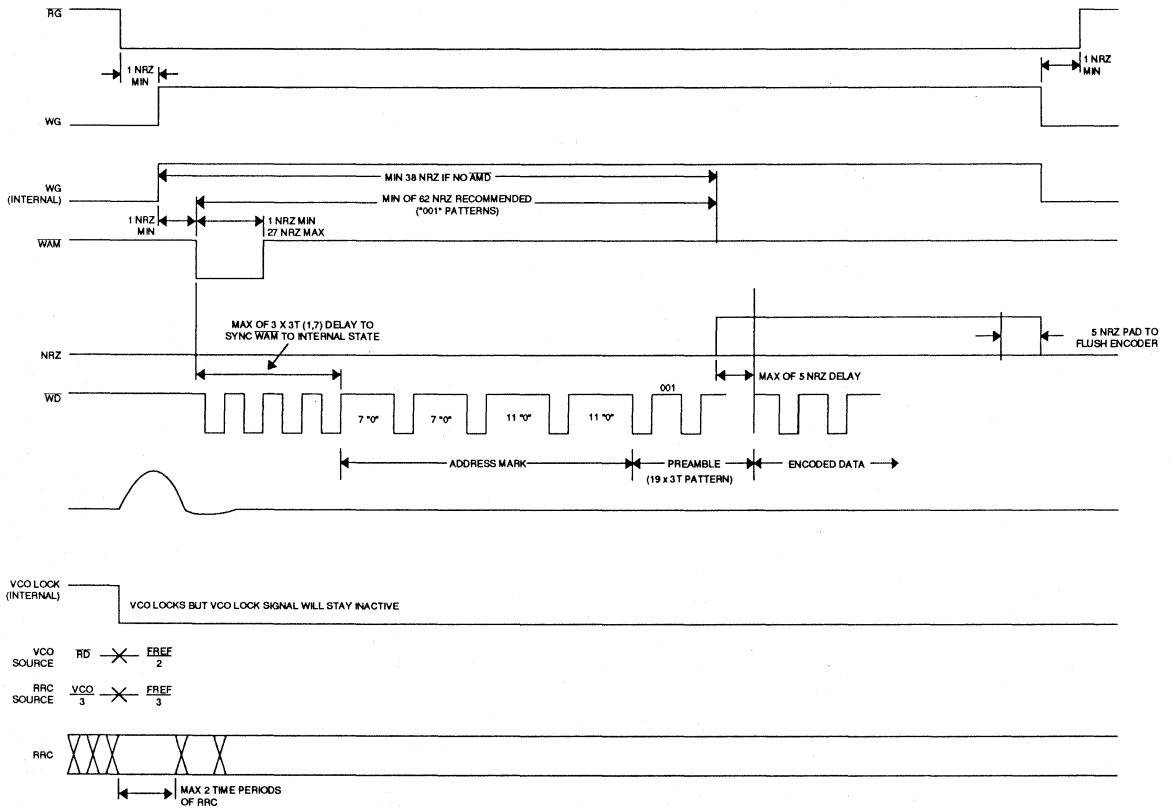 RG
1 NRZ
MIN
1 NRZ
MIN
WG
WG
(INTERNAL)
MIN 38 NRZ IF NO AMD
MIN OF 62 NRZ RECOMMENDED
("001" PATTERNS)
1 NRZ
MIN
1 NRZ MIN
27 NRZ MAX
WAM
MAX OF 3 X 3T (1,7) DELAY TO
SYNC WAM TO INTERNAL STATE
5 NRZ PAD TO
FLUSH ENCODER
NRZ
MAX OF 5 NRZ DELAY
001
WD
7 "0"
7 "0"
11 "0"
11 "0"
ADDRESS MARK
PREAMBLE
(19 x 3T PATTERN)
ENCODED DATA
VCO LOCK
(INTERNAL)
VCO LOCKS BUT VCO LOCK SIGNAL WILL STAY INACTIVE
VCO
SOURCE
RD
FREF
2
RRC
SOURCE
VCO
3
FREF
3
RRC
MAX 2 TIME PERIODS
OF RRC